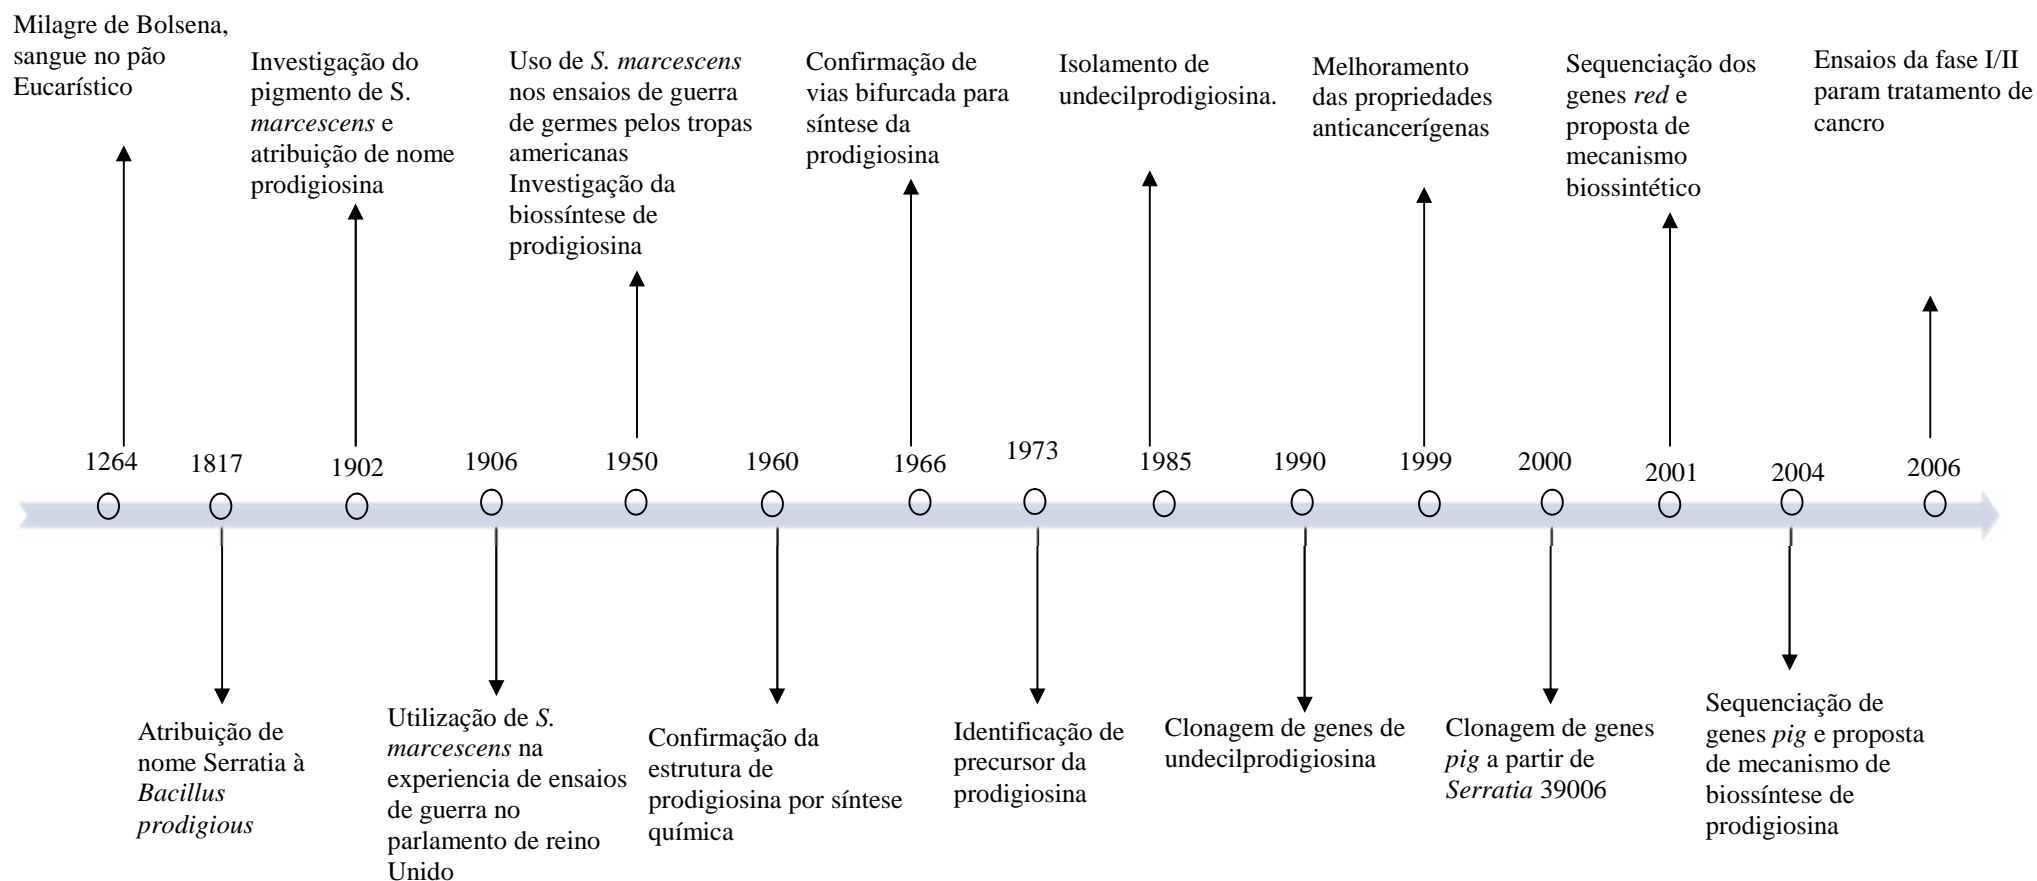 Milagre de Bolsena,
sangue no pão
Eucarístico
Investigação do
pigmento de S.
marcescens e
atribuição de nome
prodigiosina
Uso de S. marcescens
nos ensaios de guerra
de germes pelos tropas
americanas
Investigação da
biossíntese de
prodigiosina
Confirmação de
vias bifurcada para
síntese da
prodigiosina
Isolamento de
undecilprodigiosina.
Melhoramento
das propriedades
anticancerígenas
Sequenciação dos
genes red e
proposta de
mecanismo
biossintético
Ensaios da fase I/II
param tratamento de
cancro
1264 1817 1902 1906 1950 1960 1966 1973 1985 1990 1999 2000 2001 2004 2006
Atribuição de
nome Serratia à
Bacillus
prodigious
Utilização de S.
marcescens na
experiencia de ensaios
de guerra no
parlamento de reino
Unido
Confirmação da
estrutura de
prodigiosina por síntese
química
Identificação de
precursor da
prodigiosina
Clonagem de genes de
undecilprodigiosina
Clonagem de genes
pig a partir de
Serratia 39006
Sequenciação de
genes pig e proposta
de mecanismo de
biossíntese de
prodigiosina